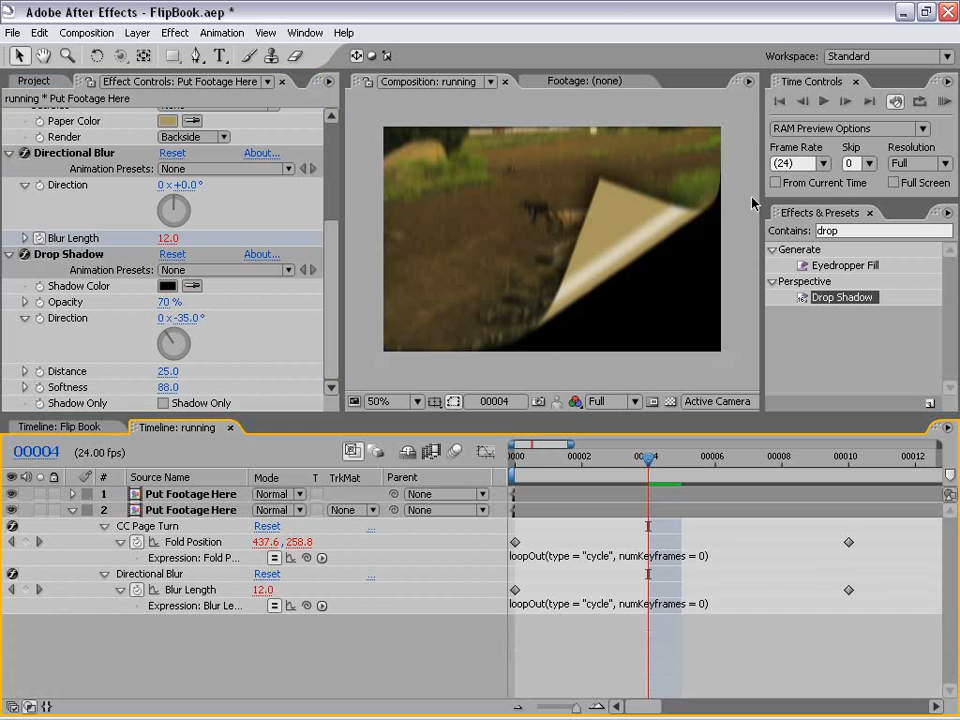 Adobe After Effects - FlipBook.aep *
File Edit Composition Layer Effect Animation View Window Help
Workspace: Standard
Project Effect Controls: Put Footage Here
Composition: running Footage: (none)
Time Controls
running * Put Footage Here
Paper Color
Render Backside
Directional Blur Reset About...
Animation Presets: None
Direction 0 x+0.0°
Blur Length 12.0
Drop Shadow Reset About...
Animation Presets: None
Shadow Color
Opacity 70 %
Direction 0 x-35.0°
Distance 25.0
Softness 88.0
Shadow Only Shadow Only
50% 00004 Full Active Camera
RAM Preview Options
Frame Rate Skip Resolution
(24) 0 Full
From Current Time Full Screen
Effects & Presets
Contains: drop
Generate
Eyedropper Fill
Perspective
Drop Shadow
Timeline: Flip Book Timeline: running
00004 (24.00 fps)
0000 00002 00004 00006 00008 00010 00012
# Source Name Mode T TrkMat Parent
1 Put Footage Here Normal None
2 Put Footage Here Normal None None
CC Page Turn Reset ...
Fold Position 437.6, 258.8
Expression: Fold P... loopOut(type = "cycle", numKeyframes = 0)
Directional Blur Reset ...
Blur Length 12.0
Expression: Blur Le... loopOut(type = "cycle", numKeyframes = 0)